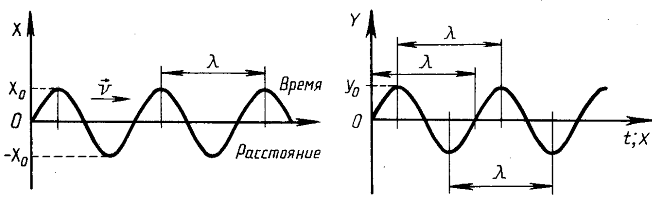 X
X₀
v⃗
λ
Время
0
Расстояние
-X₀
Y
λ
λ
y₀
0
t; X
λ